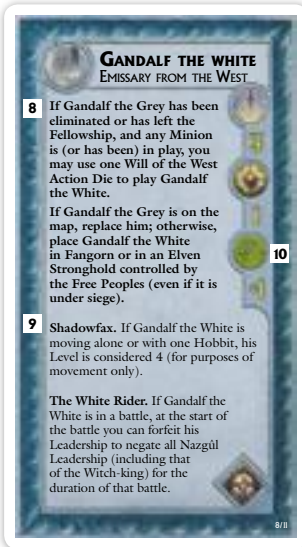 GANDALF THE WHITE
EMISSARY FROM THE WEST
8
If Gandalf the Grey has been
eliminated or has left the
Fellowship, and any Minion
is (or has been) in play, you
may use one Will of the West
Action Die to play Gandalf
the White.
If Gandalf the Grey is on the
map, replace him; otherwise,
place Gandalf the White
in Fangorn or in an Elven
Stronghold controlled by
the Free Peoples (even if it is
under siege).
10
9
Shadowfax. If Gandalf the White is
moving alone or with one Hobbit, his
Level is considered 4 (for purposes of
movement only).
The White Rider. If Gandalf the
White is in a battle, at the start of
the battle you can forfeit his
Leadership to negate all Nazgûl
Leadership (including that
of the Witch-king) for the
duration of that battle.
8/II